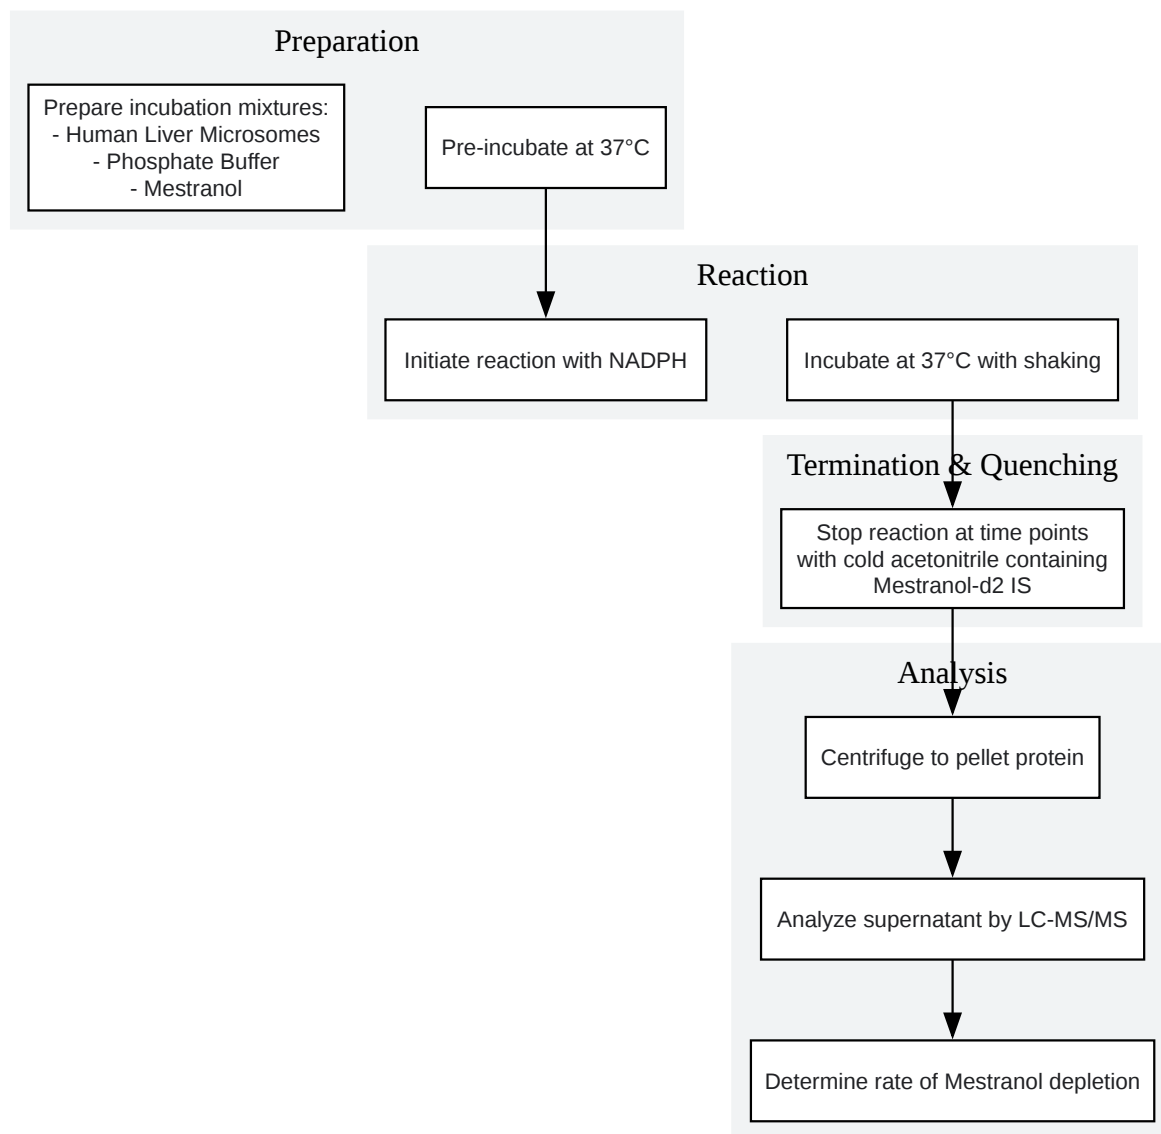 Preparation
Prepare incubation mixtures:
- Human Liver Microsomes
- Phosphate Buffer
- Mestranol
Pre-incubate at 37°C
Reaction
Initiate reaction with NADPH
Incubate at 37°C with shaking
Termination & Quenching
Stop reaction at time points
with cold acetonitrile containing
Mestranol-d2 IS
Analysis
Centrifuge to pellet protein
Analyze supernatant by LC-MS/MS
Determine rate of Mestranol depletion